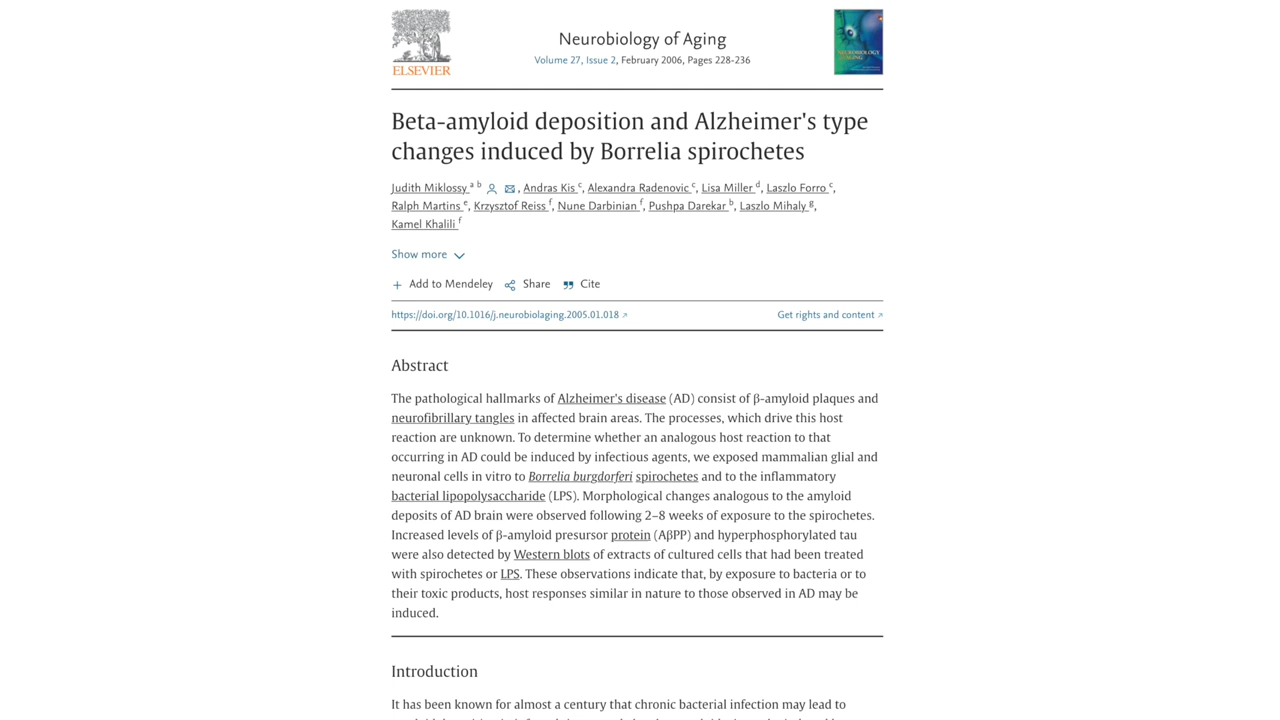 ELSEVIER
Neurobiology of Aging
Volume 27, Issue 2, February 2006, Pages 228-236
Beta-amyloid deposition and Alzheimer's type
changes induced by Borrelia spirochetes
Judith Miklossy a b , Andras Kis c, Alexandra Radenovic c, Lisa Miller d, Laszlo Forro c,
Ralph Martins e, Krzysztof Reiss f, Nune Darbinian f, Pushpa Darekar b, Laszlo Mihaly g,
Kamel Khalili f
Show more
+ Add to Mendeley Share Cite
https://doi.org/10.1016/j.neurobiolaging.2005.01.018 ↗ Get rights and content ↗
Abstract
The pathological hallmarks of Alzheimer's disease (AD) consist of β-amyloid plaques and
neurofibrillary tangles in affected brain areas. The processes, which drive this host
reaction are unknown. To determine whether an analogous host reaction to that
occurring in AD could be induced by infectious agents, we exposed mammalian glial and
neuronal cells in vitro to Borrelia burgdorferi spirochetes and to the inflammatory
bacterial lipopolysaccharide (LPS). Morphological changes analogous to the amyloid
deposits of AD brain were observed following 2–8 weeks of exposure to the spirochetes.
Increased levels of β-amyloid presursor protein (AβPP) and hyperphosphorylated tau
were also detected by Western blots of extracts of cultured cells that had been treated
with spirochetes or LPS. These observations indicate that, by exposure to bacteria or to
their toxic products, host responses similar in nature to those observed in AD may be
induced.
Introduction
It has been known for almost a century that chronic bacterial infection may lead to